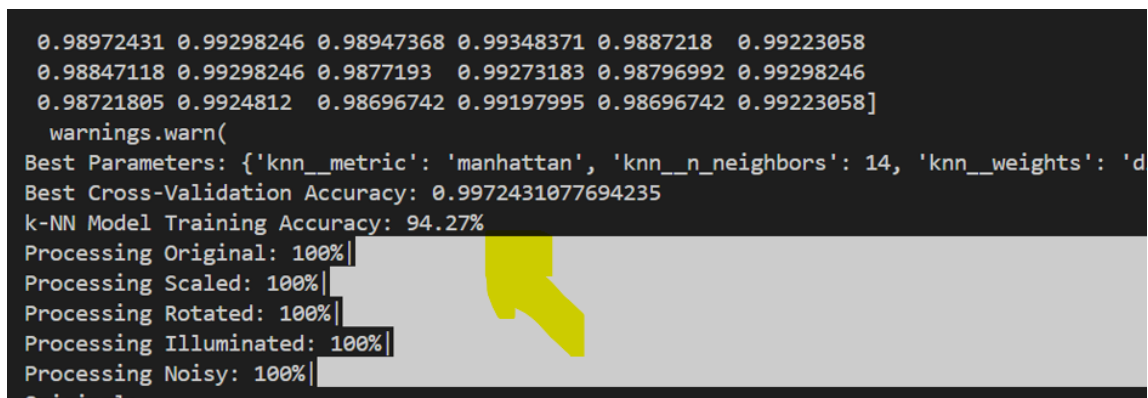 0.98972431 0.99298246 0.98947368 0.99348371 0.9887218 0.99223058
0.98847118 0.99298246 0.9877193 0.99273183 0.98796992 0.99298246
0.98721805 0.9924812 0.98696742 0.99197995 0.98696742 0.99223058]
warnings.warn(
Best Parameters: {'knn__metric': 'manhattan', 'knn__n_neighbors': 14, 'knn__weights': 'd
Best Cross-Validation Accuracy: 0.9972431077694235
k-NN Model Training Accuracy: 94.27%
Processing Original: 100%|
Processing Scaled: 100%|
Processing Rotated: 100%|
Processing Illuminated: 100%|
Processing Noisy: 100%|